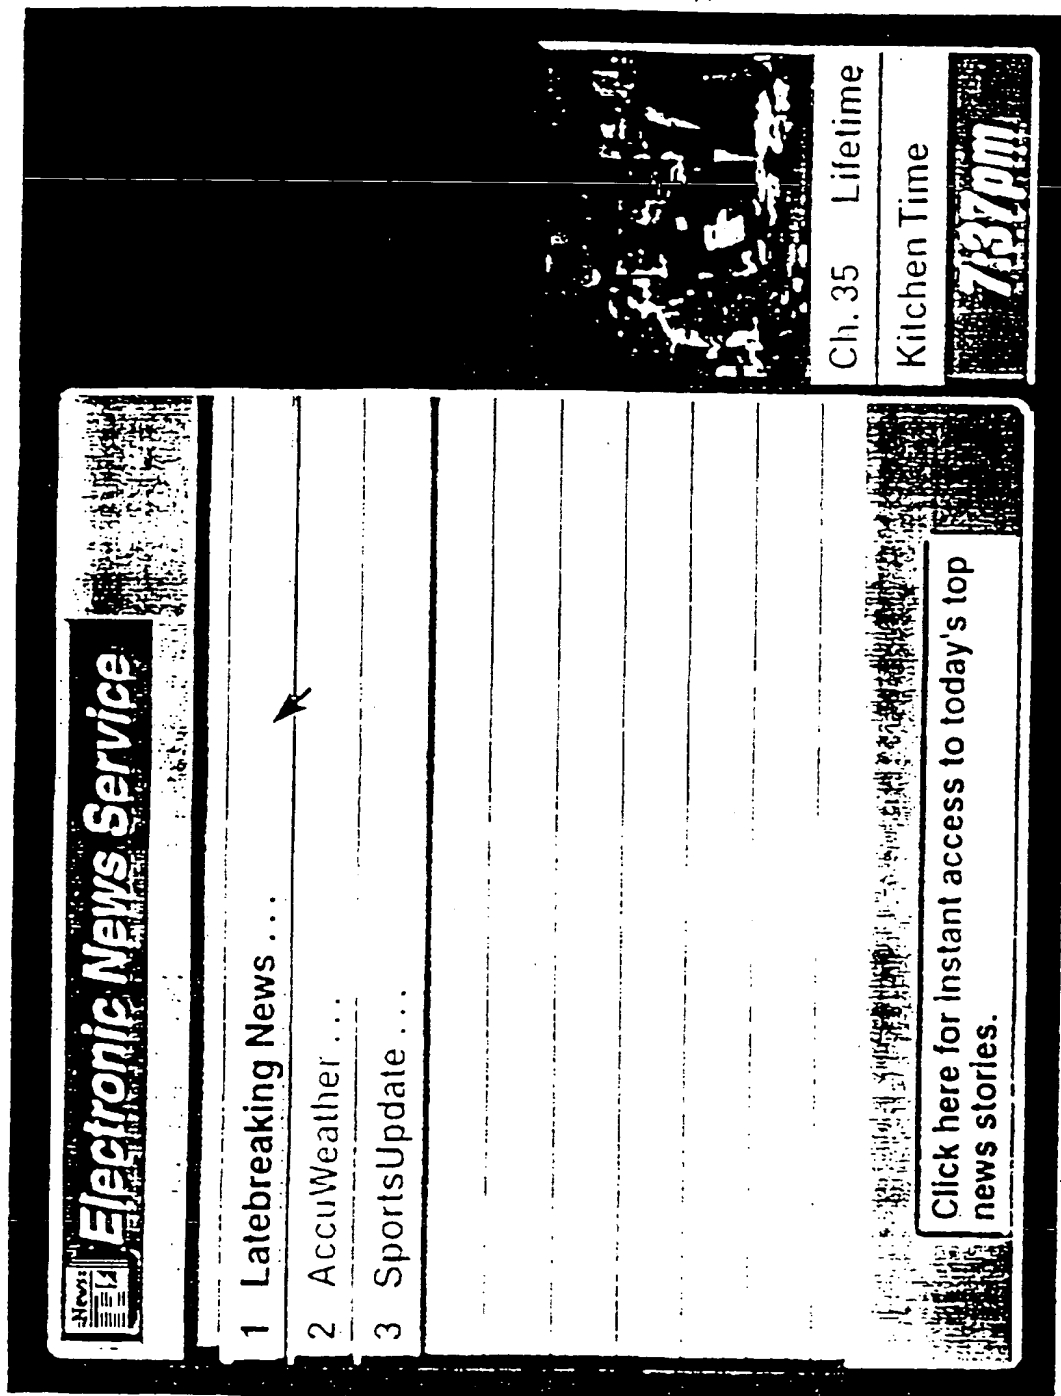 News
Electronic News Service
1 Latebreaking News ...
2 AccuWeather ...
3 SportsUpdate ...
Click here for instant access to today's top
news stories.
Ch. 35 Lifetime
Kitchen Time
7:37pm